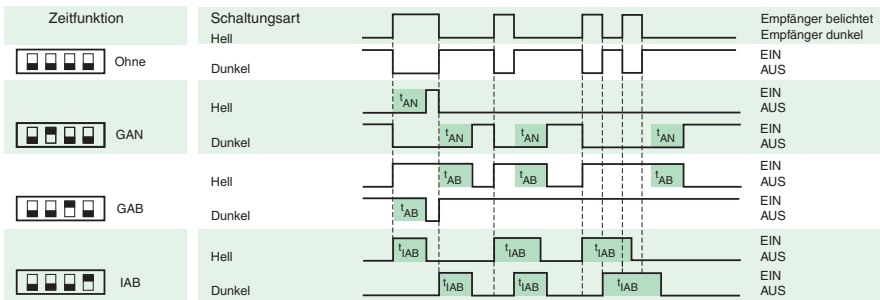 Zeitfunktion Schaltungsart
Empfänger belichtet
Hell Empfänger dunkel
Ohne EIN
Dunkel AUS
tAN EIN
Hell AUS
GAN tAN tAN tAN EIN
Dunkel AUS
Hell tAB tAB tAB EIN
AUS
GAB tAB EIN
Dunkel AUS
Hell tIAB tIAB tIAB EIN
AUS
IAB EIN
Dunkel tIAB tIAB tIAB AUS